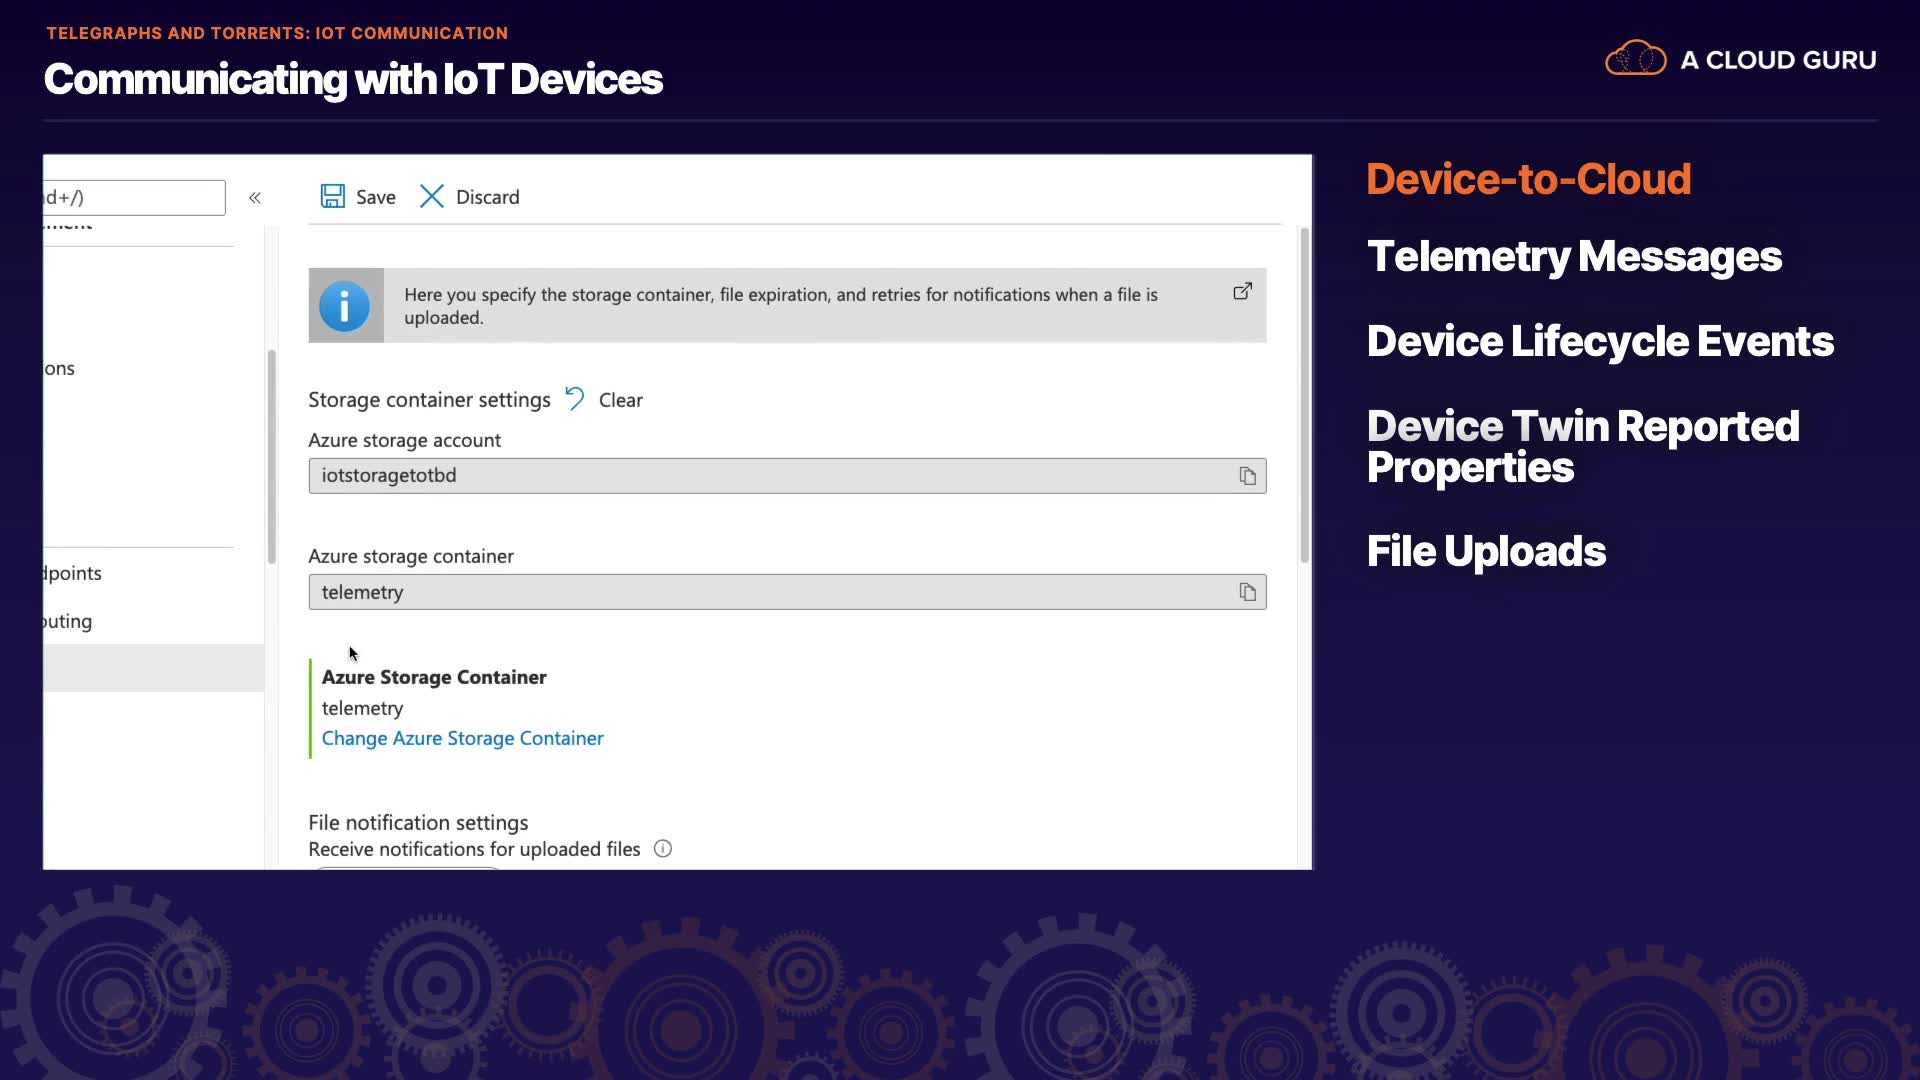 TELEGRAPHS AND TORRENTS: IOT COMMUNICATION
Communicating with IoT Devices
A CLOUD GURU
d+/)
«
Save
Discard
Here you specify the storage container, file expiration, and retries for notifications when a file is
uploaded.
ons
Storage container settings
Clear
Azure storage account
iotstoragetotbd
Azure storage container
dpoints
telemetry
outing
Azure Storage Container
telemetry
Change Azure Storage Container
File notification settings
Receive notifications for uploaded files
Device-to-Cloud
Telemetry Messages
Device Lifecycle Events
Device Twin Reported
Properties
File Uploads